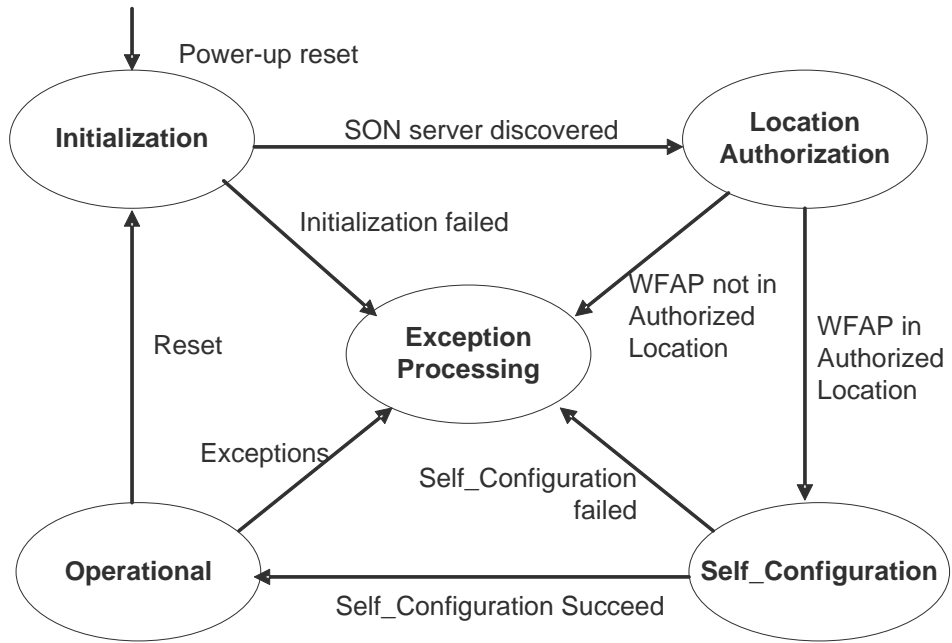 Power-up reset
Initialization
SON server discovered
Location
Authorization
Initialization failed
WFAP not in
Authorized
Location
WFAP in
Authorized
Location
Exception
Processing
Reset
Exceptions
Self_Configuration
failed
Operational
Self_Configuration
Self_Configuration Succeed